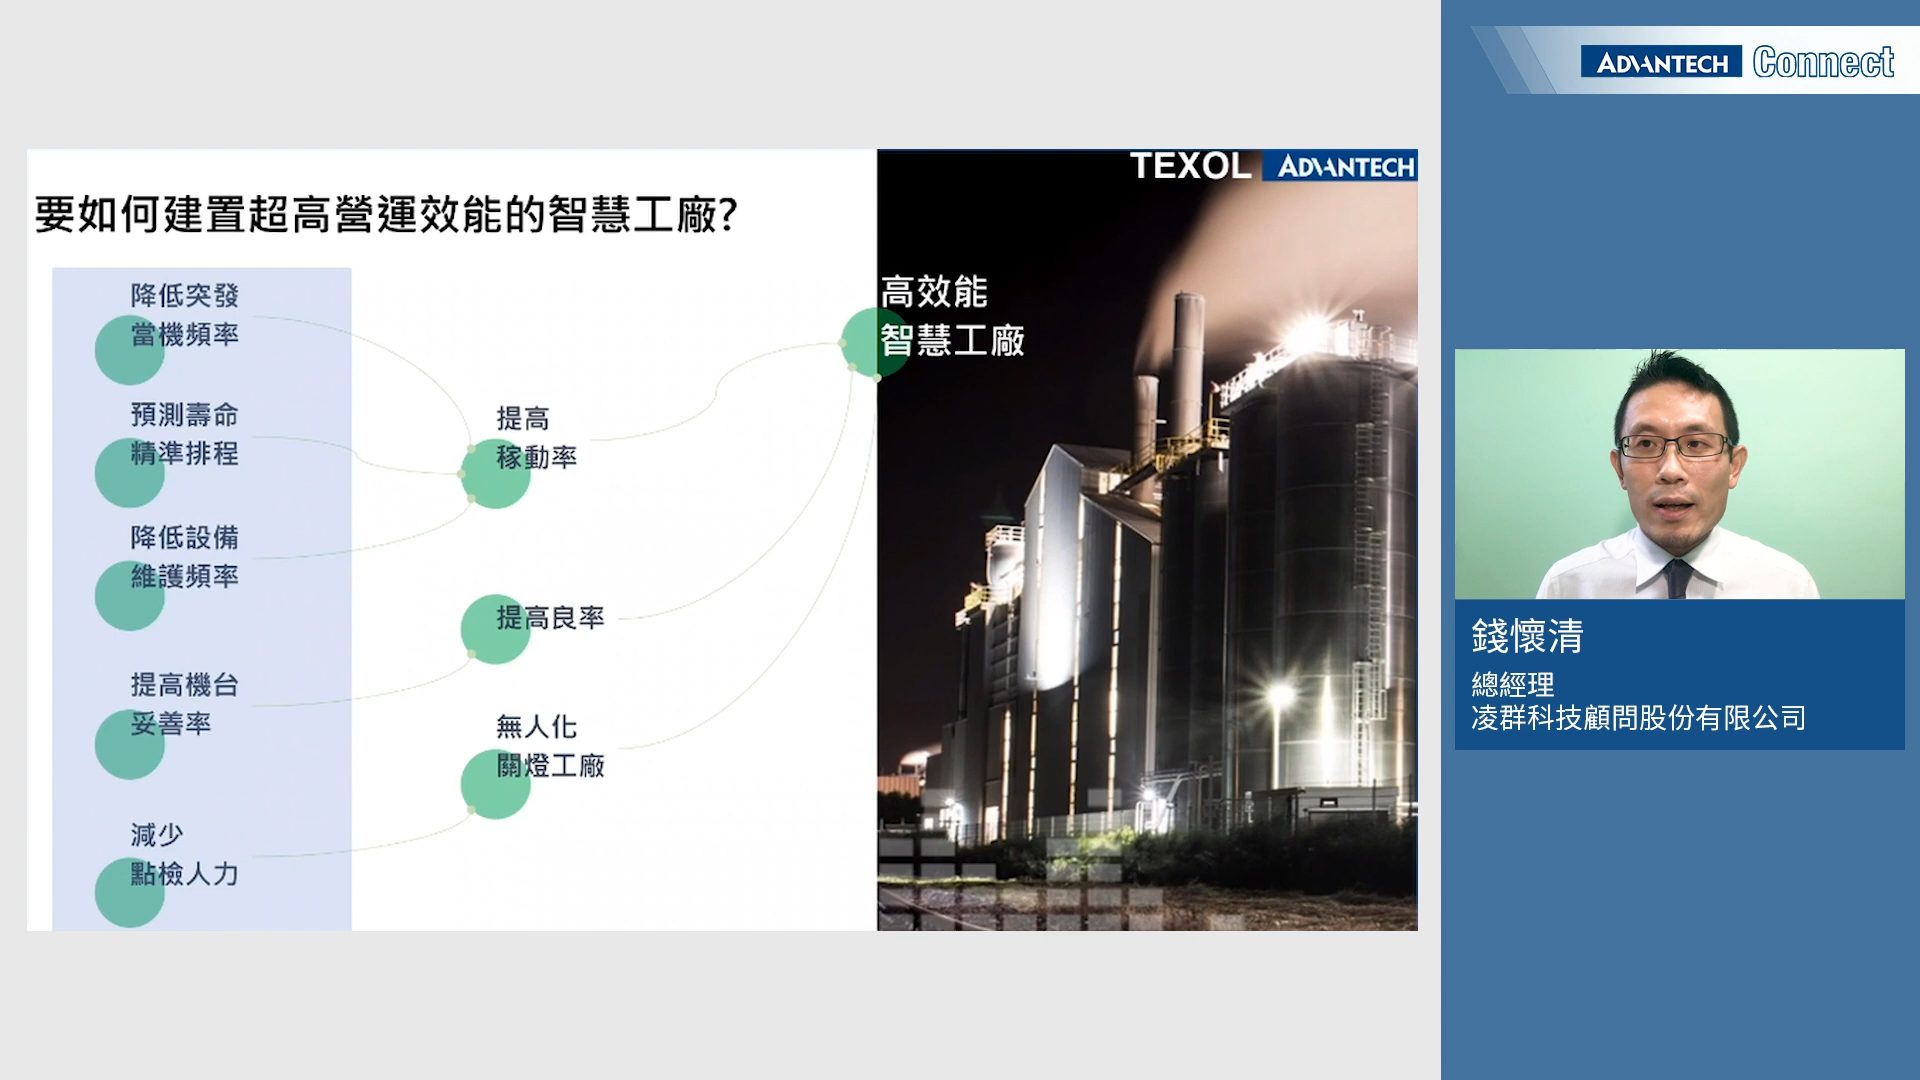 ADVANTECH Connect
TEXOL ADVANTECH
要如何建置超高營運效能的智慧工廠?
降低突發
當機頻率
預測壽命
精準排程
降低設備
維護頻率
提高機台
妥善率
減少
點檢人力
提高
稼動率
提高良率
無人化
關燈工廠
高效能
智慧工廠
錢懷清
總經理
凌群科技顧問股份有限公司